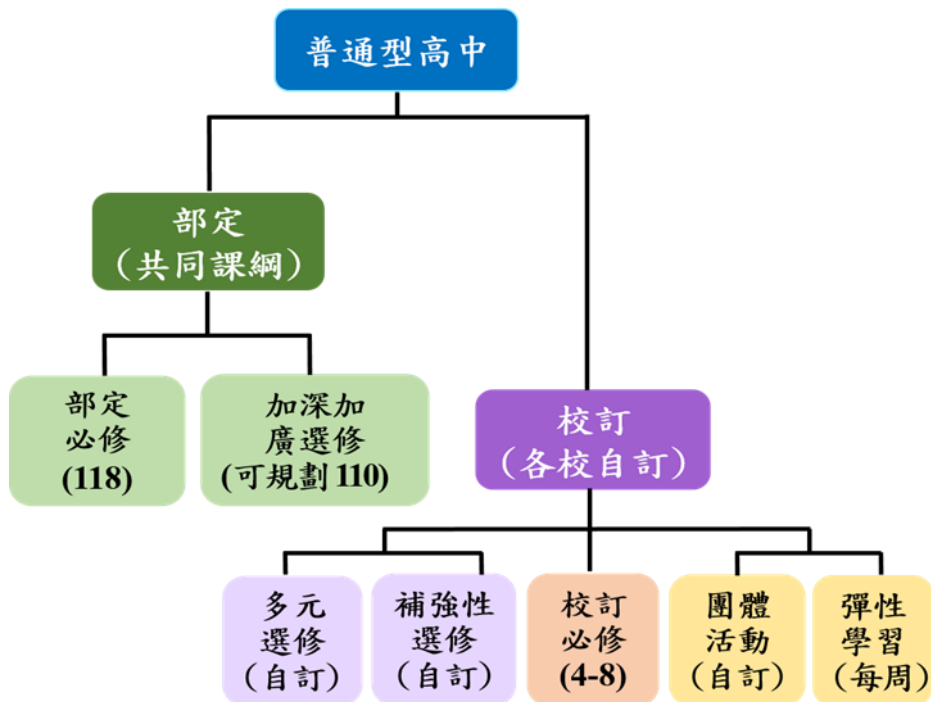 普通型高中
部定
（共同課綱）
部定
必修
(118)
加深加
廣選修
(可規劃 110)
校訂
（各校自訂）
多元
選修
（自訂）
補強性
選修
（自訂）
校訂
必修
(4-8)
團體
活動
（自訂）
彈性
學習
（每周）